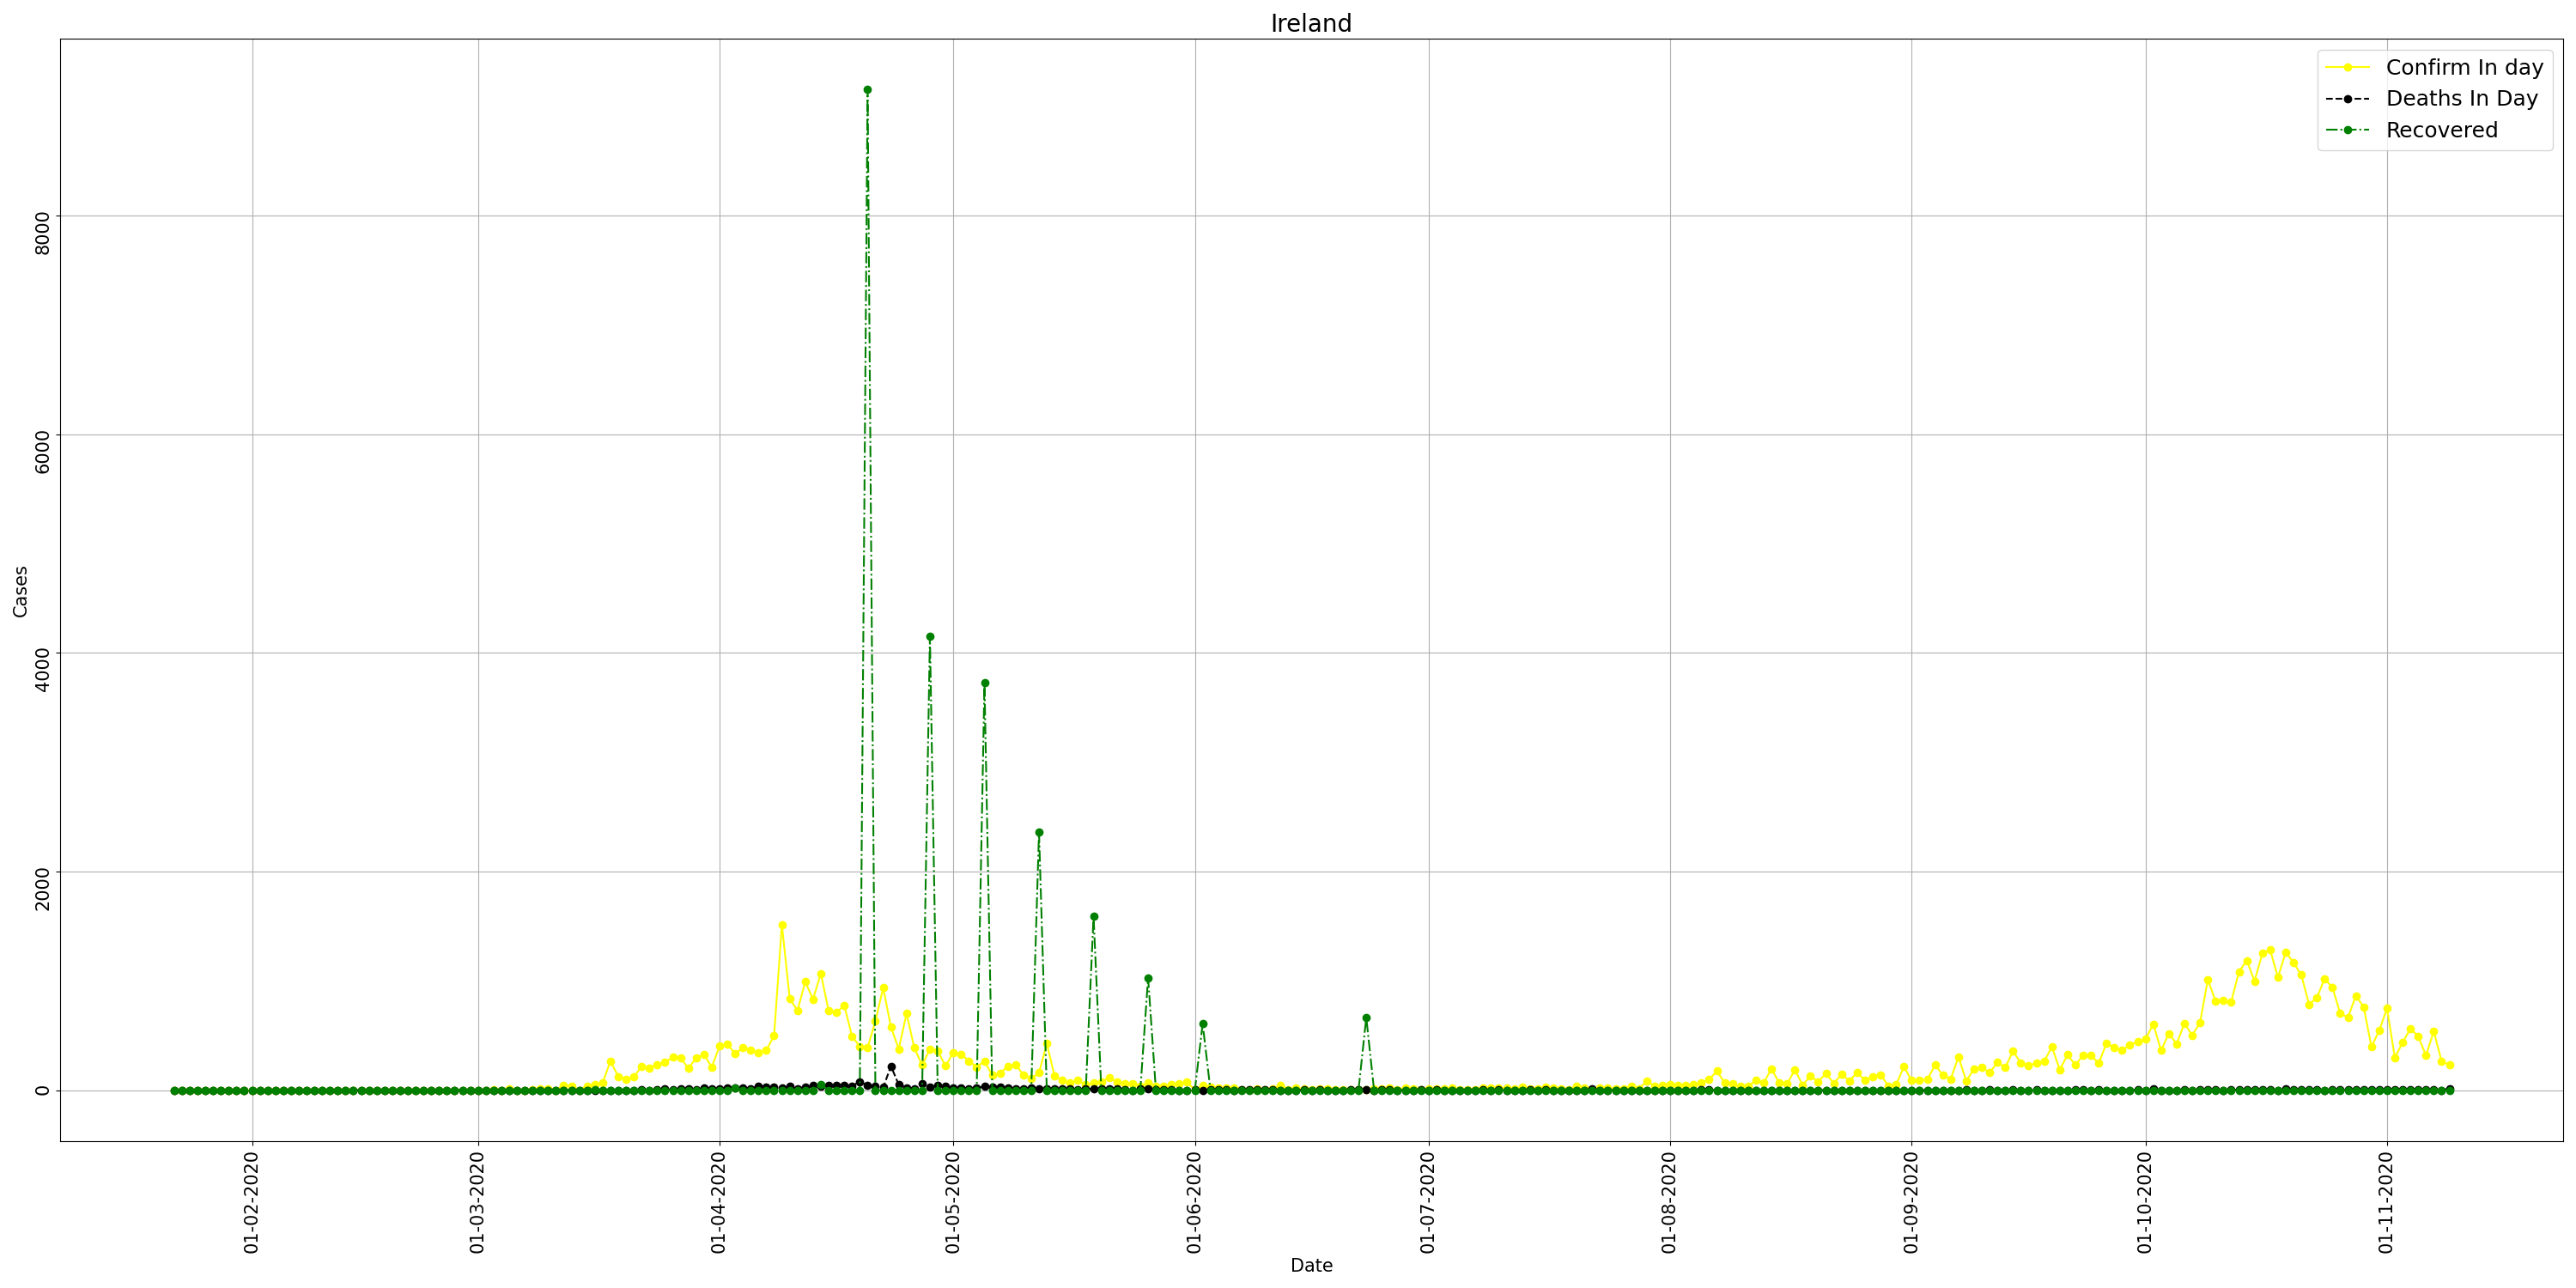 Ireland
Confirm In day
Deaths In Day
Recovered
8000
6000
4000
2000
0
Cases
01-02-2020
01-03-2020
01-04-2020
01-05-2020
01-06-2020
01-07-2020
01-08-2020
01-09-2020
01-10-2020
01-11-2020
Date